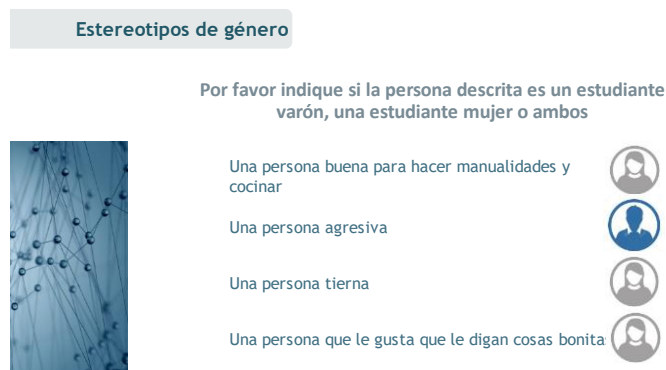 Estereotipos de género
Por favor indique si la persona descrita es un estudiante
varón, una estudiante mujer o ambos
Una persona buena para hacer manualidades y
cocinar
Una persona agresiva
Una persona tierna
Una persona que le gusta que le digan cosas bonita